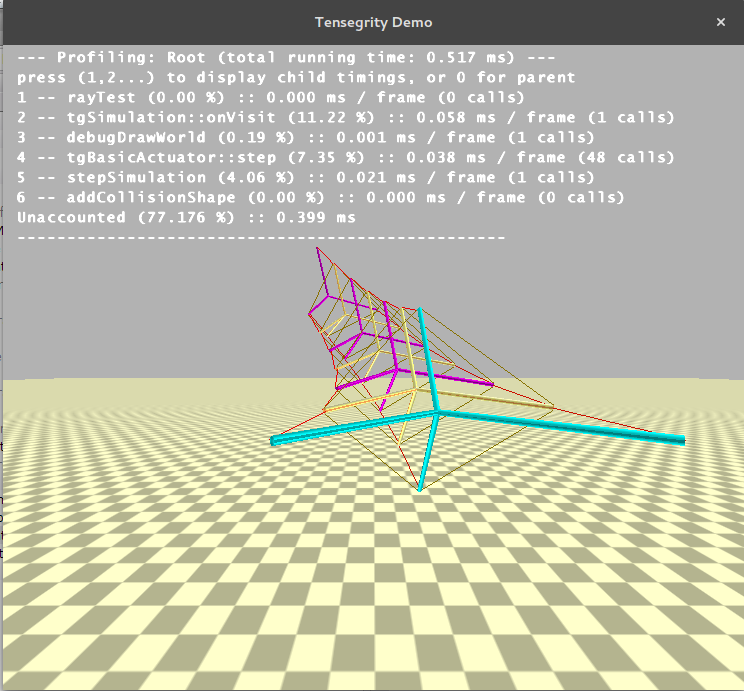 Tensegrity Demo
×
--- Profiling: Root (total running time: 0.517 ms) ---
press (1,2...) to display child timings, or 0 for parent
1 -- rayTest (0.00 %) :: 0.000 ms / frame (0 calls)
2 -- tgSimulation::onVisit (11.22 %) :: 0.058 ms / frame (1 calls)
3 -- debugDrawWorld (0.19 %) :: 0.001 ms / frame (1 calls)
4 -- tgBasicActuator::step (7.35 %) :: 0.038 ms / frame (48 calls)
5 -- stepSimulation (4.06 %) :: 0.021 ms / frame (1 calls)
6 -- addCollisionShape (0.00 %) :: 0.000 ms / frame (0 calls)
Unaccounted (77.176 %) :: 0.399 ms
-------------------------------------------------